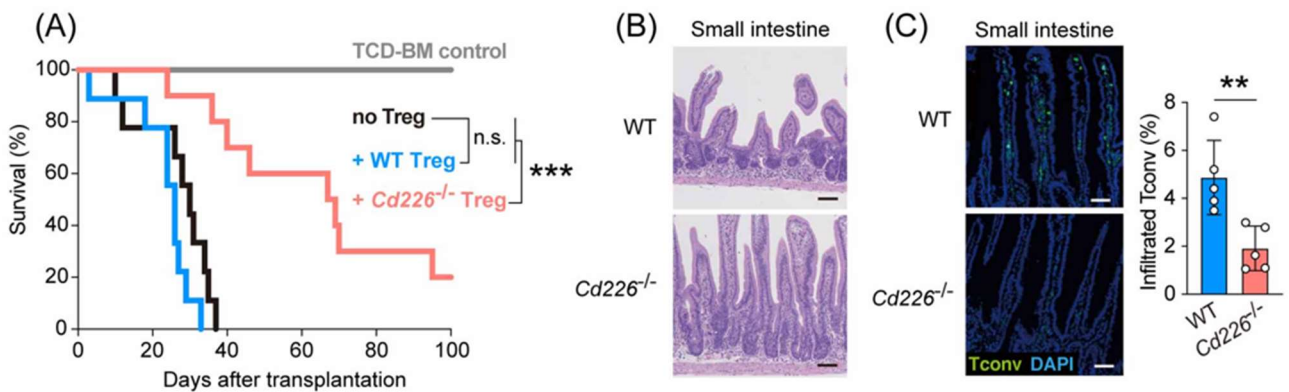 (A)
TCD-BM control
100
80
60
40
20
0
Survival (%)
no Treg
+ WT Treg
+ Cd226-/- Treg
n.s.
***
0 20 40 60 80 100
Days after transplantation
(B)
Small intestine
WT
Cd226-/-
(C)
Small intestine
WT
Cd226-/-
Tconv DAPI
**
8
6
4
2
0
Infiltrated Tconv (%)
WT
Cd226-/-